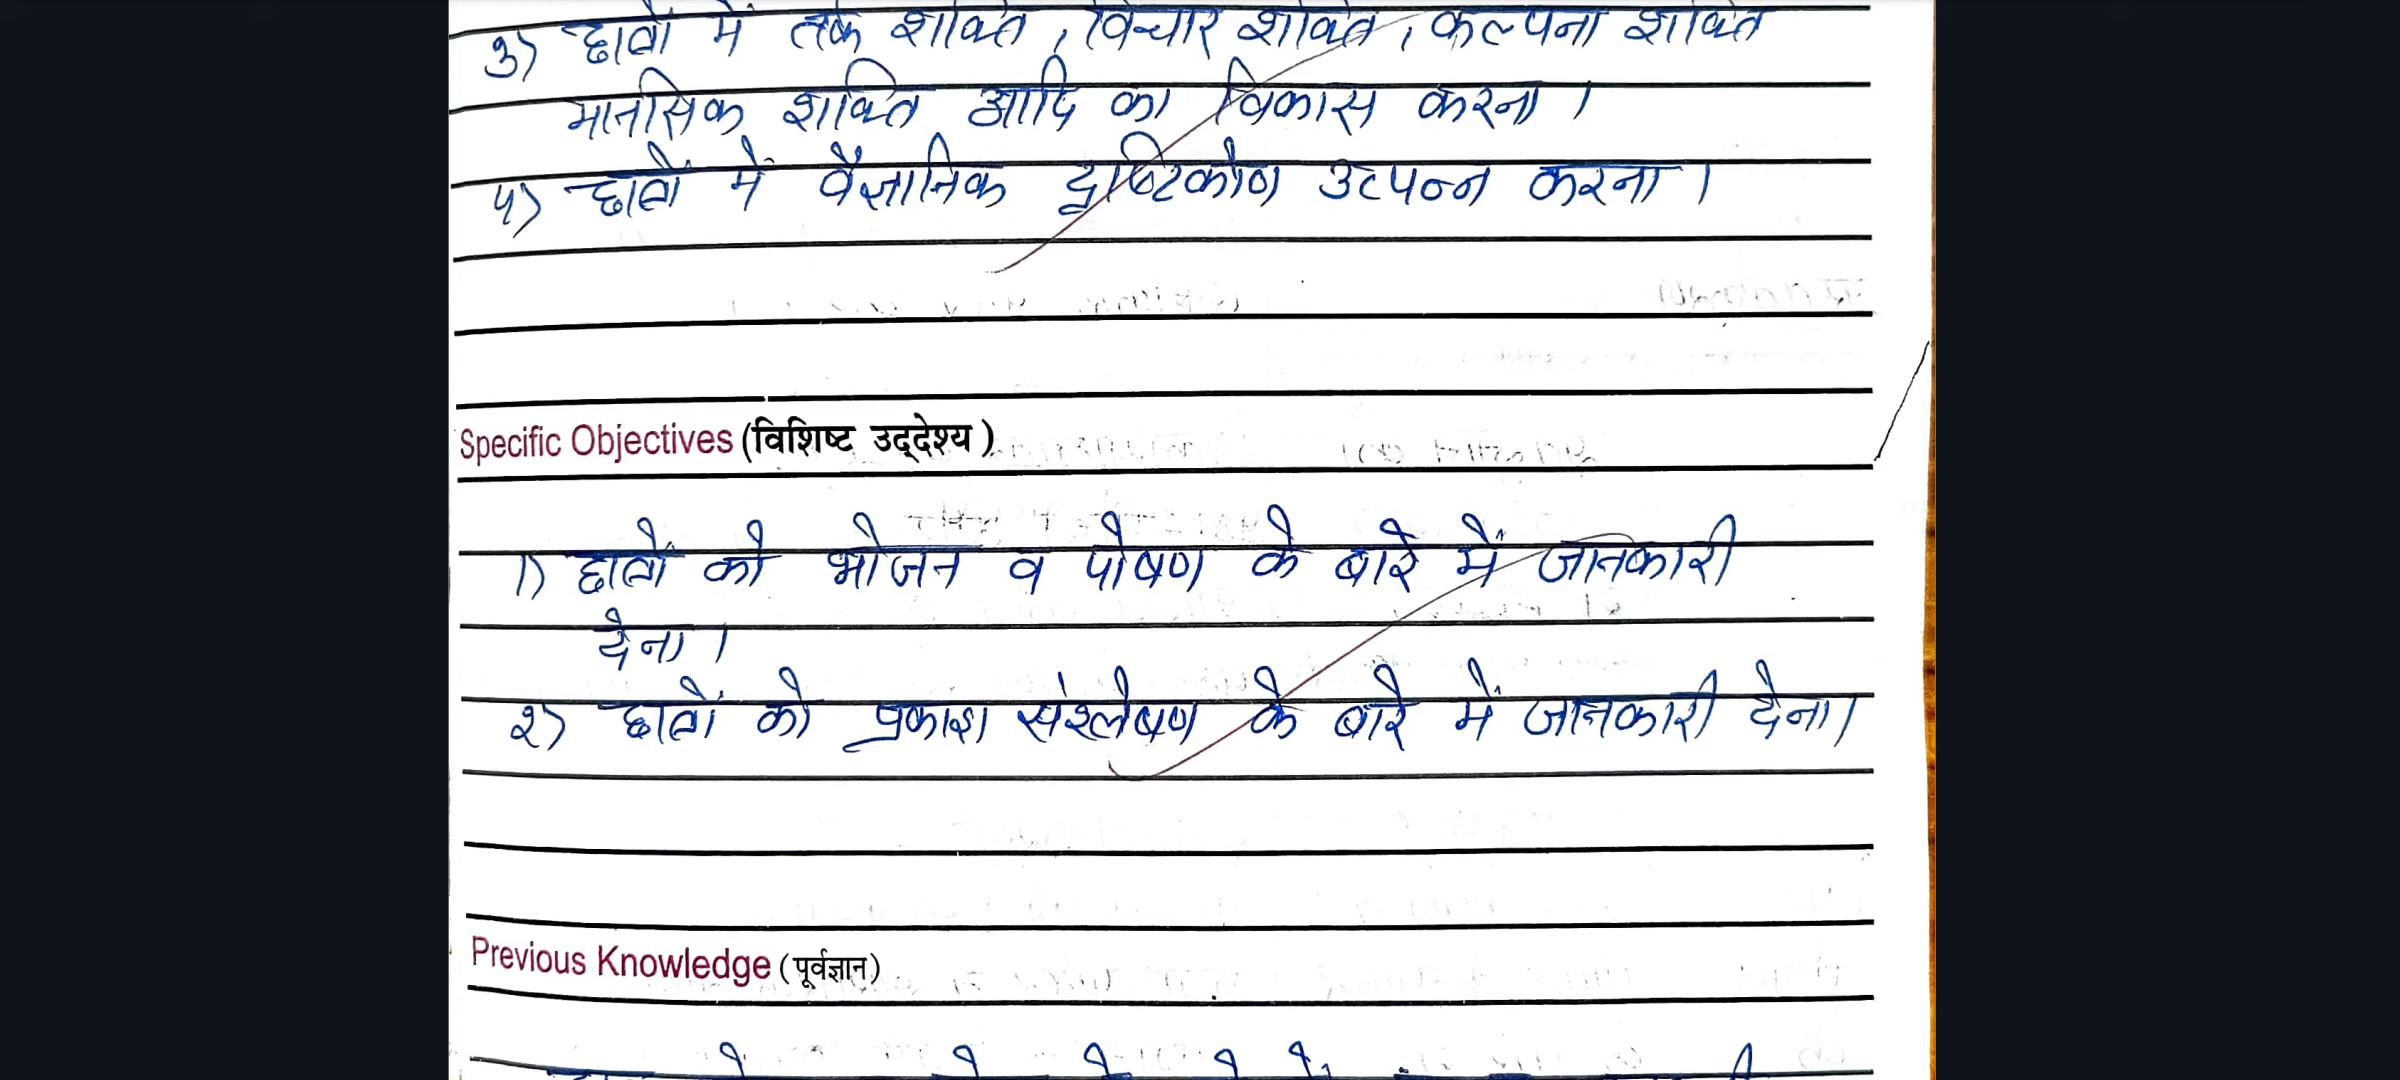 3) छात्रों में तर्क शक्ति, विचार शक्ति, कल्पना शक्ति
मानसिक शक्ति आदि का विकास करना।
4) छात्रों में वैज्ञानिक दृष्टिकोण उत्पन्न करना।
Specific Objectives (विशिष्ट उद्देश्य)
1) छात्रों को भोजन व पोषण के बारे में जानकारी
देना।
2) छात्रों को प्रकाश संश्लेषण के बारे में जानकारी देना।
Previous Knowledge (पूर्वज्ञान)